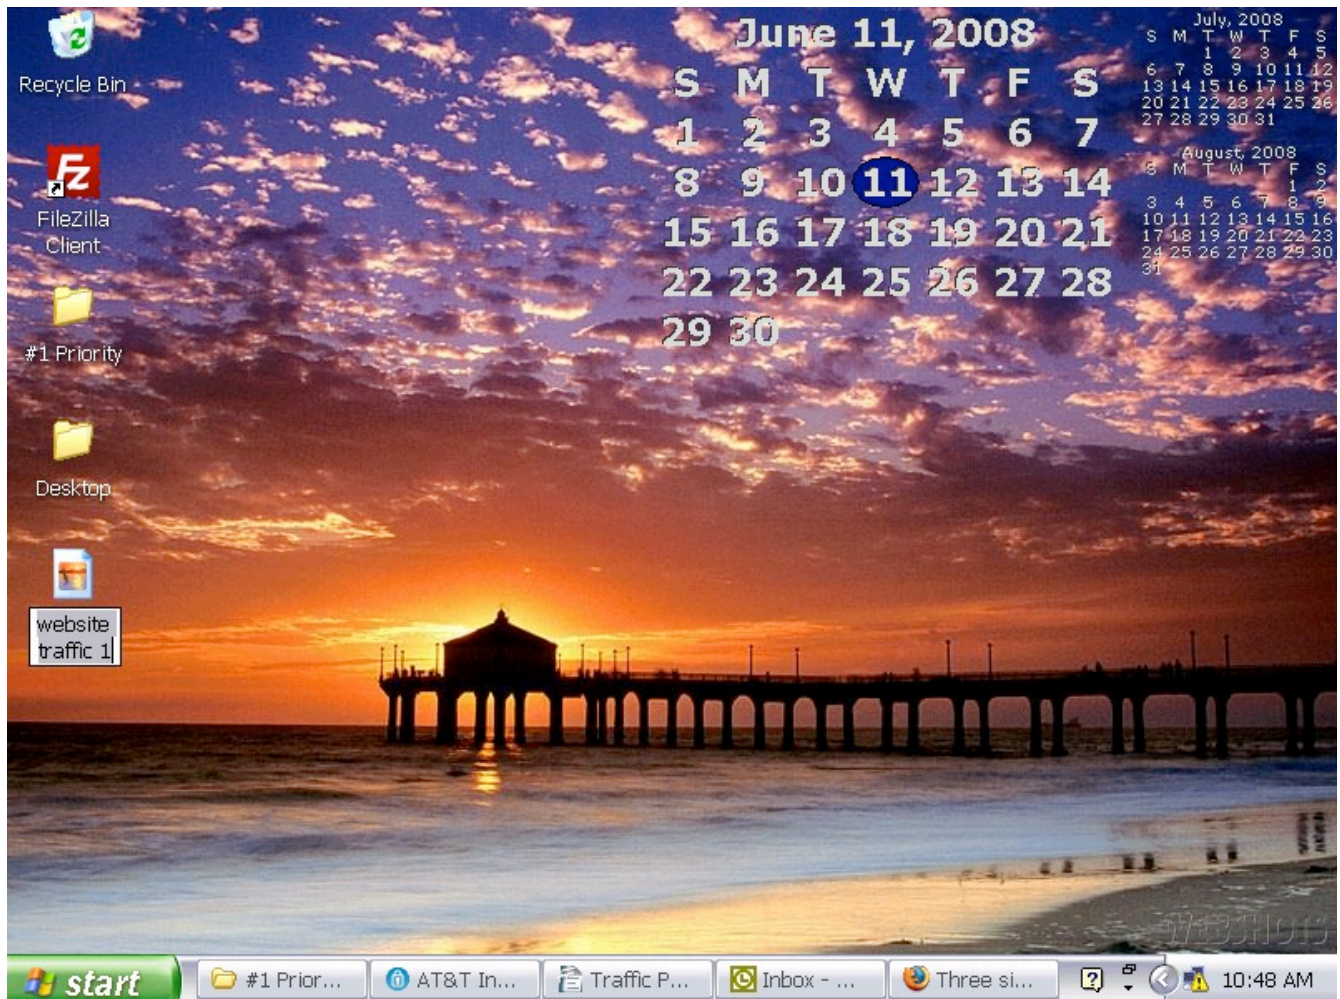 Recycle Bin
FileZilla
Client
#1 Priority
Desktop
website
traffic 1
June 11, 2008
S M T W T F S
1 2 3 4 5 6 7
8 9 10 11 12 13 14
15 16 17 18 19 20 21
22 23 24 25 26 27 28
29 30
July, 2008
S M T W T F S
1 2 3 4 5
6 7 8 9 10 11 12
13 14 15 16 17 18 19
20 21 22 23 24 25 26
27 28 29 30 31
August, 2008
S M T W T F S
1 2
3 4 5 6 7 8 9
10 11 12 13 14 15 16
17 18 19 20 21 22 23
24 25 26 27 28 29 30
31
WEBSHOTS
start
#1 Prior...
AT&T In...
Traffic P...
Inbox - ...
Three si...
10:48 AM